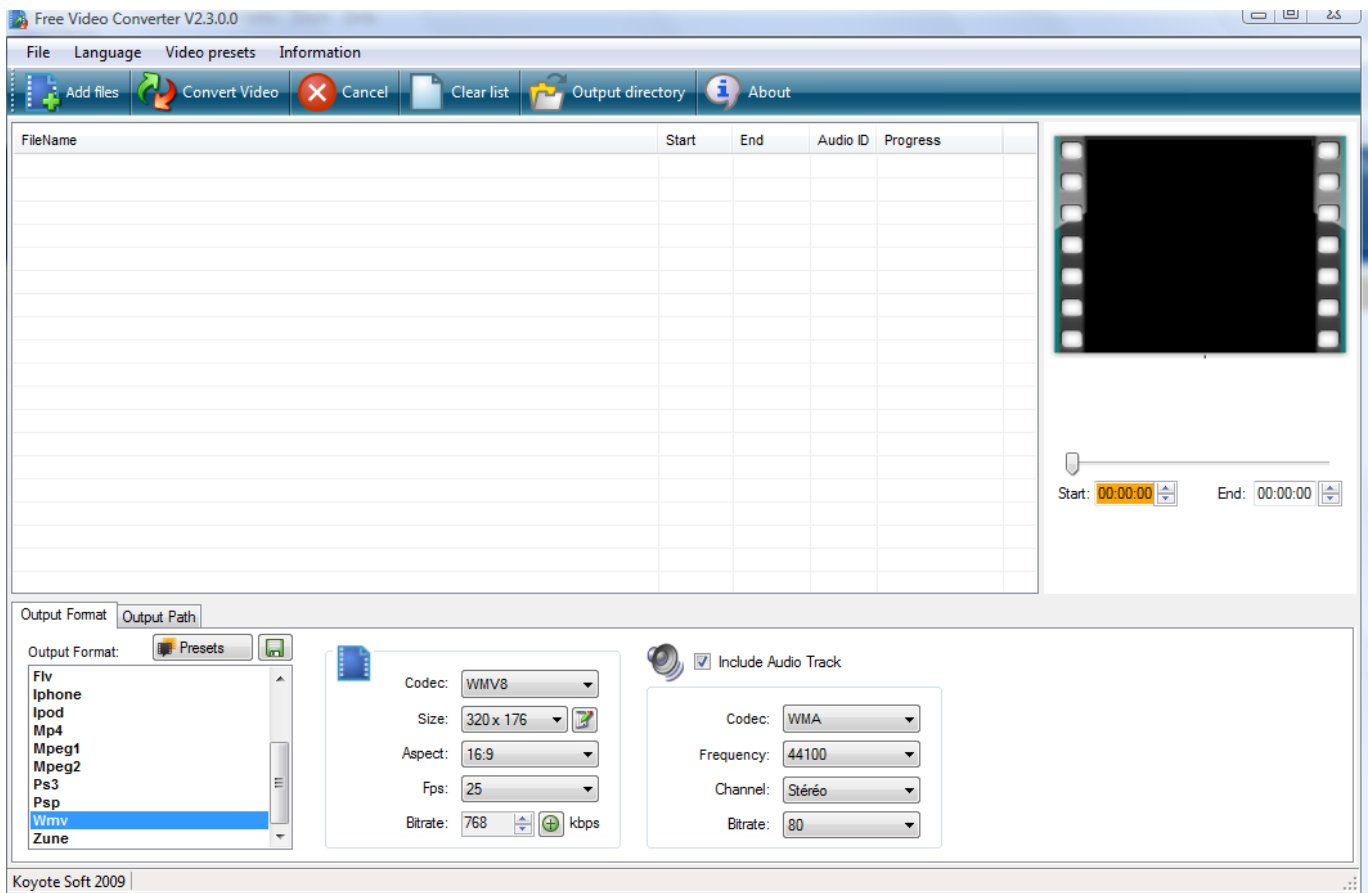 Free Video Converter V2.3.0.0
File Language Video presets Information
Add files Convert Video Cancel Clear list Output directory About
FileName Start End Audio ID Progress
Start: 00:00:00 End: 00:00:00
Output Format Output Path
Output Format: Presets
Flv
Iphone
Ipod
Mp4
Mpeg1
Mpeg2
Ps3
Psp
Wmv
Zune
Codec: WMV8
Size: 320 x 176
Aspect: 16:9
Fps: 25
Bitrate: 768 kbps
Include Audio Track
Codec: WMA
Frequency: 44100
Channel: Stéréo
Bitrate: 80
Koyote Soft 2009